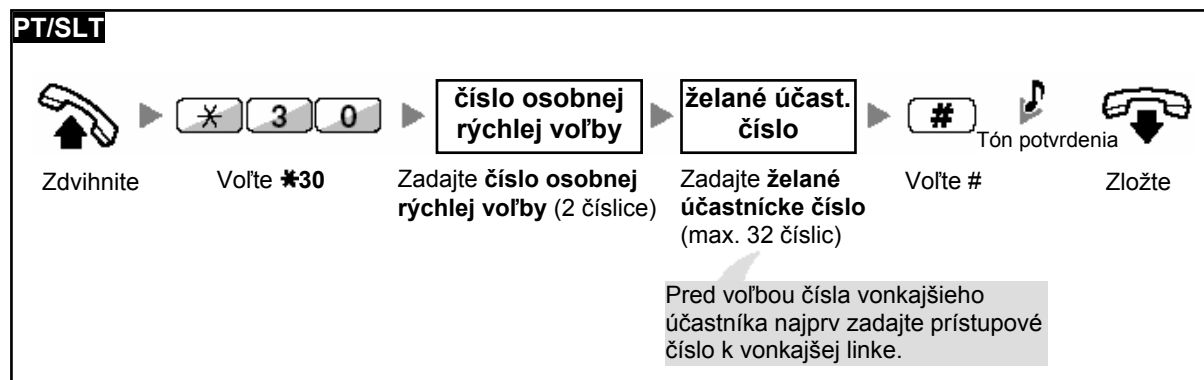 PT/SLT
✱ 3 0
číslo osobnej
rýchlej voľby
želané účast.
číslo
#
Tón potvrdenia
Zdvihnite
Voľte ✱30
Zadajte číslo osobnej
rýchlej voľby (2 číslice)
Zadajte želané
účastnícke číslo
(max. 32 číslic)
Voľte #
Zložte
Pred voľbou čísla vonkajšieho
účastníka najprv zadajte prístupové
číslo k vonkajšej linke.